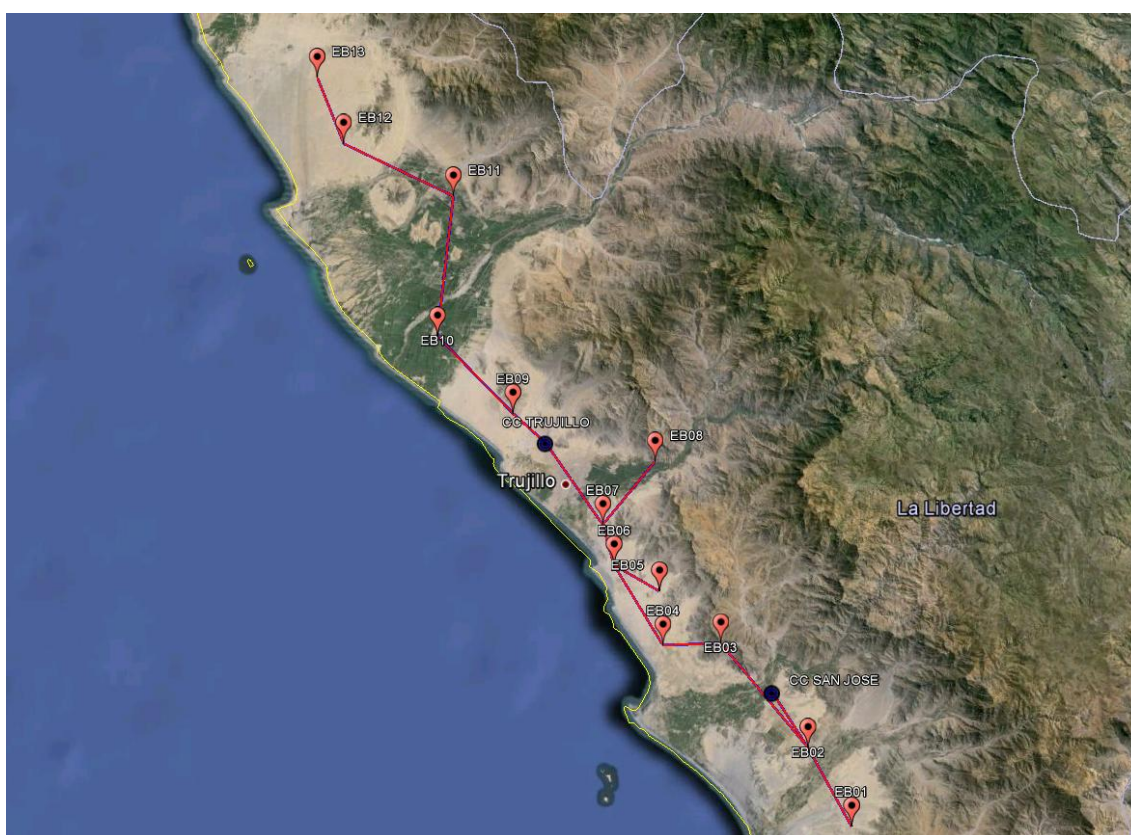 EB13
EB12
EB11
EB10
EB09
CC TRUJILLO
EB08
Trujillo
EB07
La Libertad
EB06
EB05
EB04
EB03
CC SAN JOSE
EB02
EB01